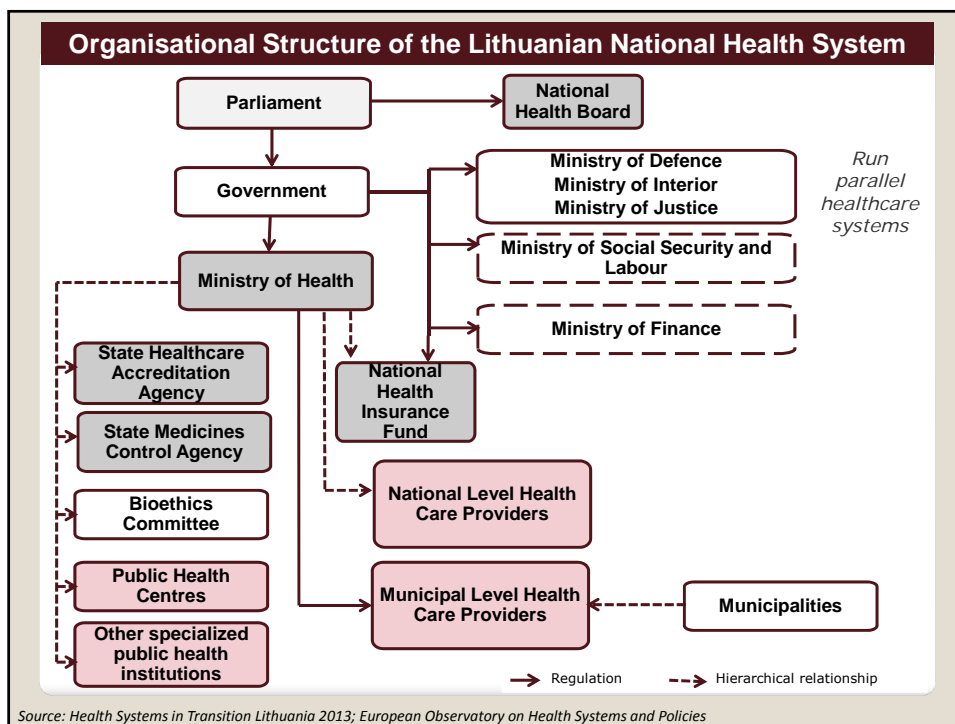 Organisational Structure of the Lithuanian National Health System
Parliament
National
Health Board
Government
Ministry of Defence
Ministry of Interior
Ministry of Justice
Run
parallel
healthcare
systems
Ministry of Social Security and
Labour
Ministry of Health
Ministry of Finance
State Healthcare
Accreditation
Agency
National
Health
Insurance
Fund
State Medicines
Control Agency
National Level Health
Care Providers
Bioethics
Committee
Public Health
Centres
Municipal Level Health
Care Providers
Municipalities
Other specialized
public health
institutions
Regulation
Hierarchical relationship
Source: Health Systems in Transition Lithuania 2013; European Observatory on Health Systems and Policies